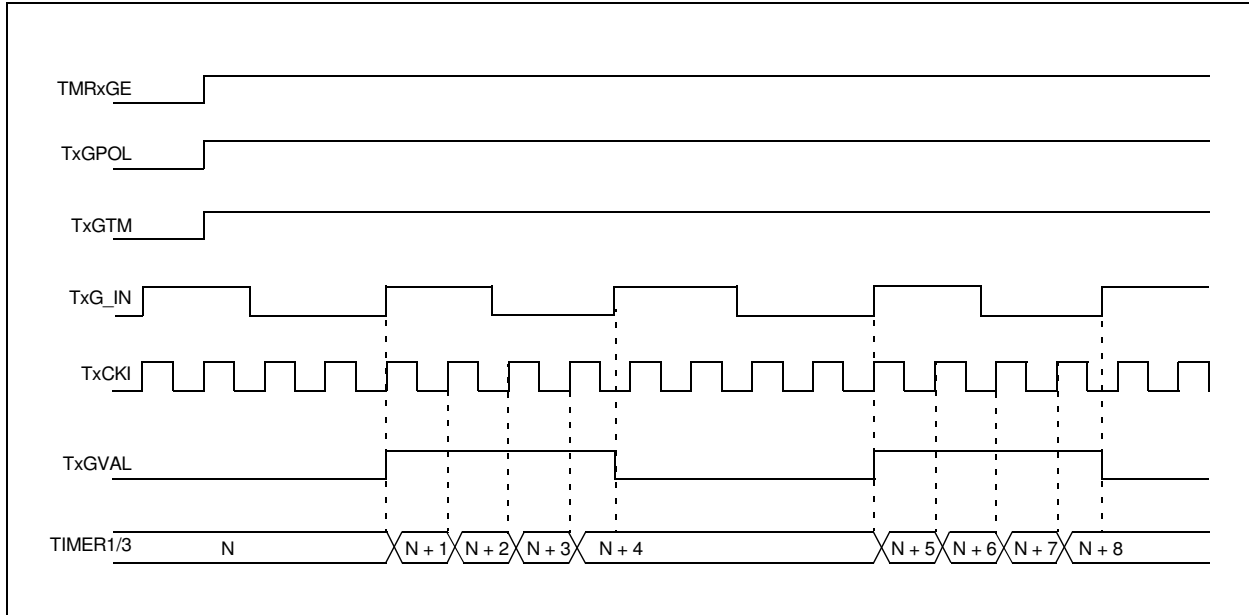 TMRxGE
TxGPOL
TxGTM
TxG_IN
TxCKI
TxGVAL
TIMER1/3 N N + 1 N + 2 N + 3 N + 4 N + 5 N + 6 N + 7 N + 8